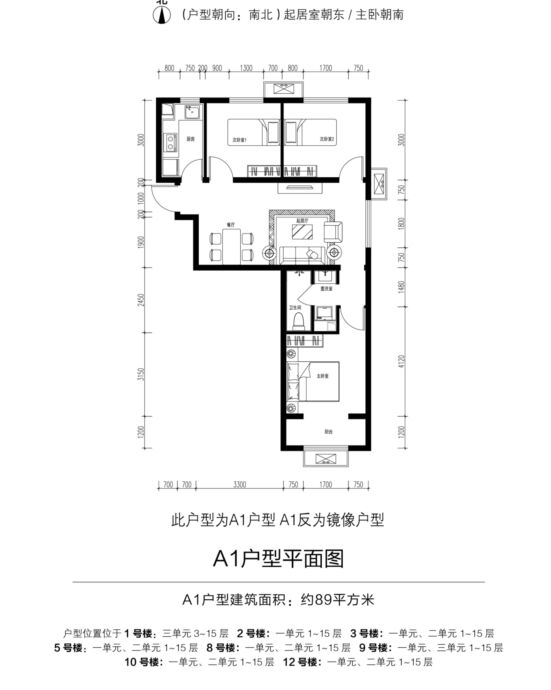 北
(户型朝向：南北) 起居室朝东 / 主卧朝南
800 750 200 900 1300 700 800 1700 750
3000
厨房
次卧室1
次卧室2
3000
200
1000
200
750
1800
餐厅
起居厅
1900
750
2450
盥洗室
卫生间
1480
3150
主卧室
4120
1200
阳台
1200
700 700 3300 750 1700 750
此户型为A1户型 A1反为镜像户型
A1户型平面图
A1户型建筑面积：约89平方米
户型位置位于 1 号楼：三单元 3~15 层 2 号楼：一单元 1~15 层 3 号楼：一单元、二单元 1~15 层
5 号楼：一单元、二单元 1~15 层 8 号楼：一单元、二单元 1~15 层 9 号楼：一单元、三单元 1~15 层
10 号楼：一单元、二单元 1~15 层 12 号楼：一单元、二单元 1~15 层